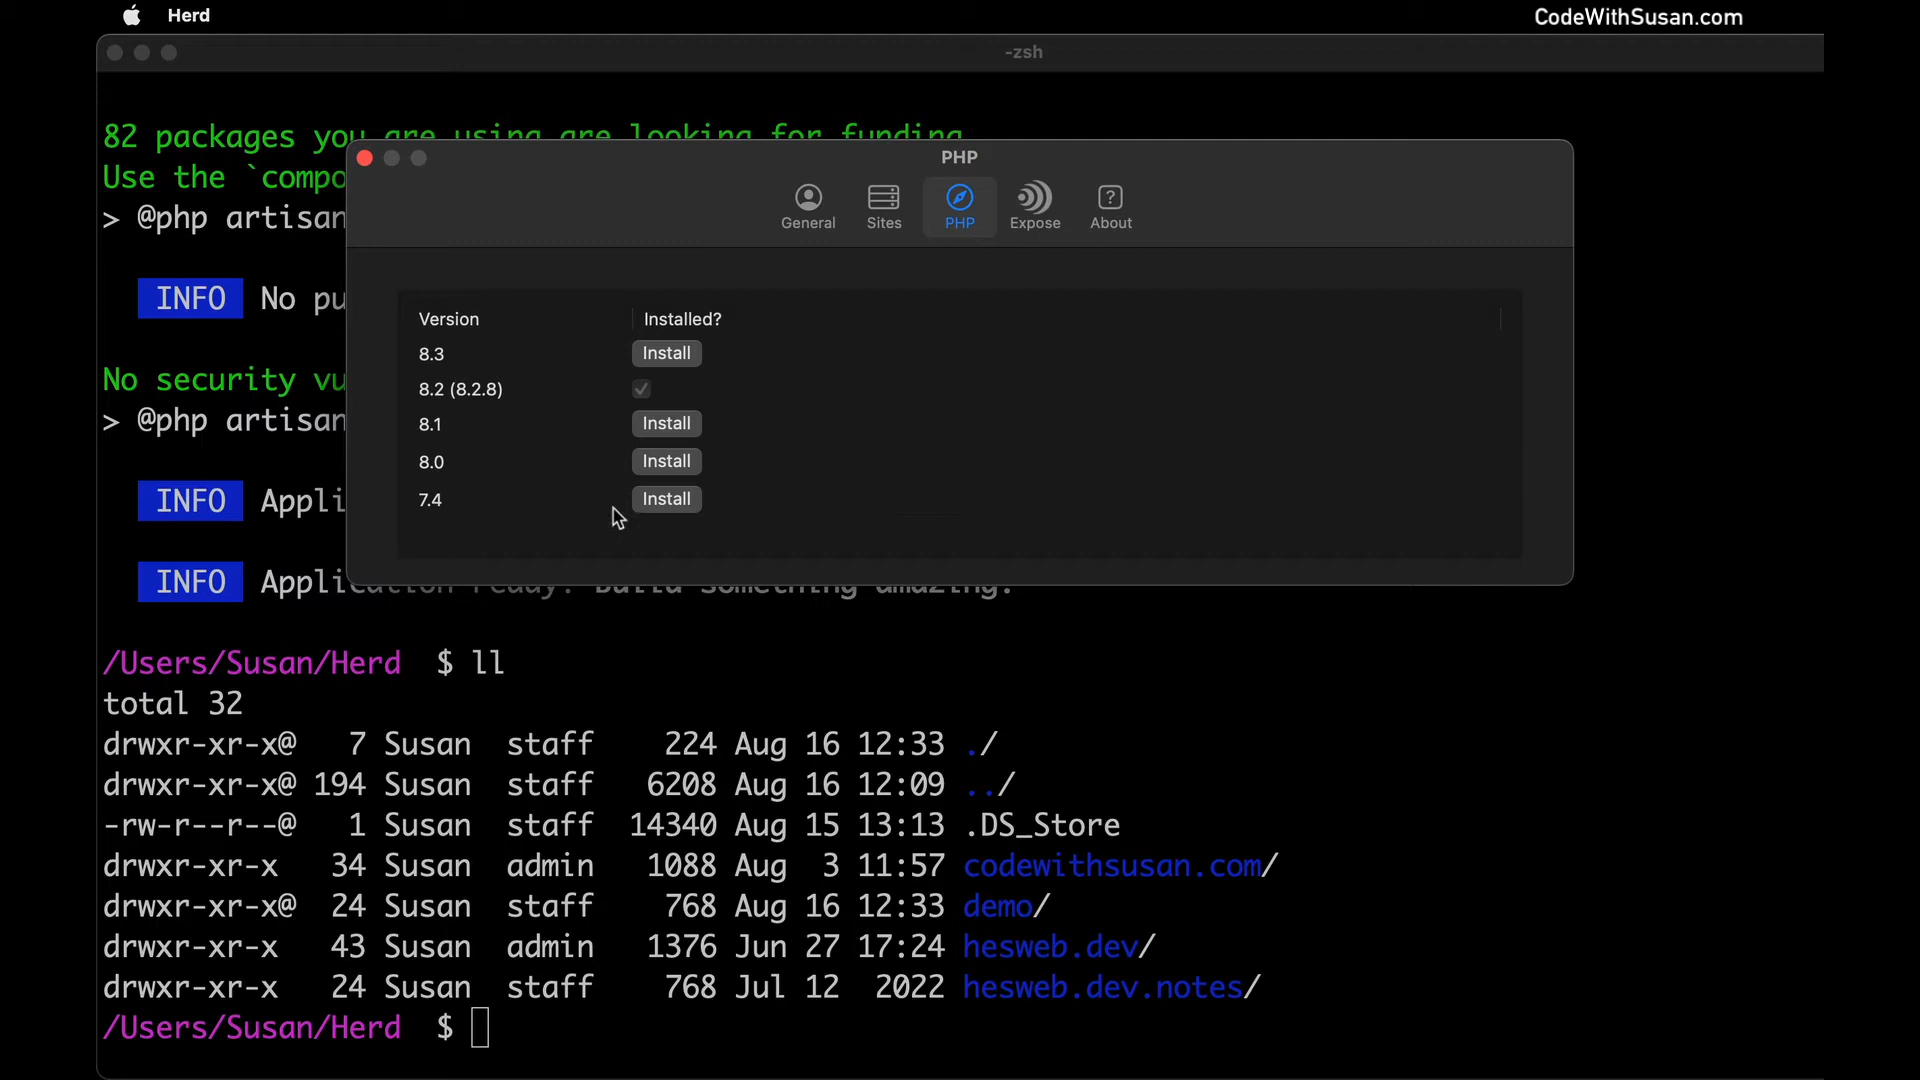 Herd
CodeWithSusan.com
-zsh
82 packages you are using are looking for funding.
Use the `compo
> @php artisan
INFO No pu
No security vu
> @php artisan
INFO Appli
INFO Application ready. Build something amazing.
PHP
General Sites PHP Expose About
Version Installed?
8.3 Install
8.2 (8.2.8)
8.1 Install
8.0 Install
7.4 Install
/Users/Susan/Herd $ ll
total 32
drwxr-xr-x@ 7 Susan staff 224 Aug 16 12:33 ./
drwxr-xr-x@ 194 Susan staff 6208 Aug 16 12:09 ../
-rw-r--r--@ 1 Susan staff 14340 Aug 15 13:13 .DS_Store
drwxr-xr-x 34 Susan admin 1088 Aug 3 11:57 codewithsusan.com/
drwxr-xr-x@ 24 Susan staff 768 Aug 16 12:33 demo/
drwxr-xr-x 43 Susan admin 1376 Jun 27 17:24 hesweb.dev/
drwxr-xr-x 24 Susan staff 768 Jul 12 2022 hesweb.dev.notes/
/Users/Susan/Herd $